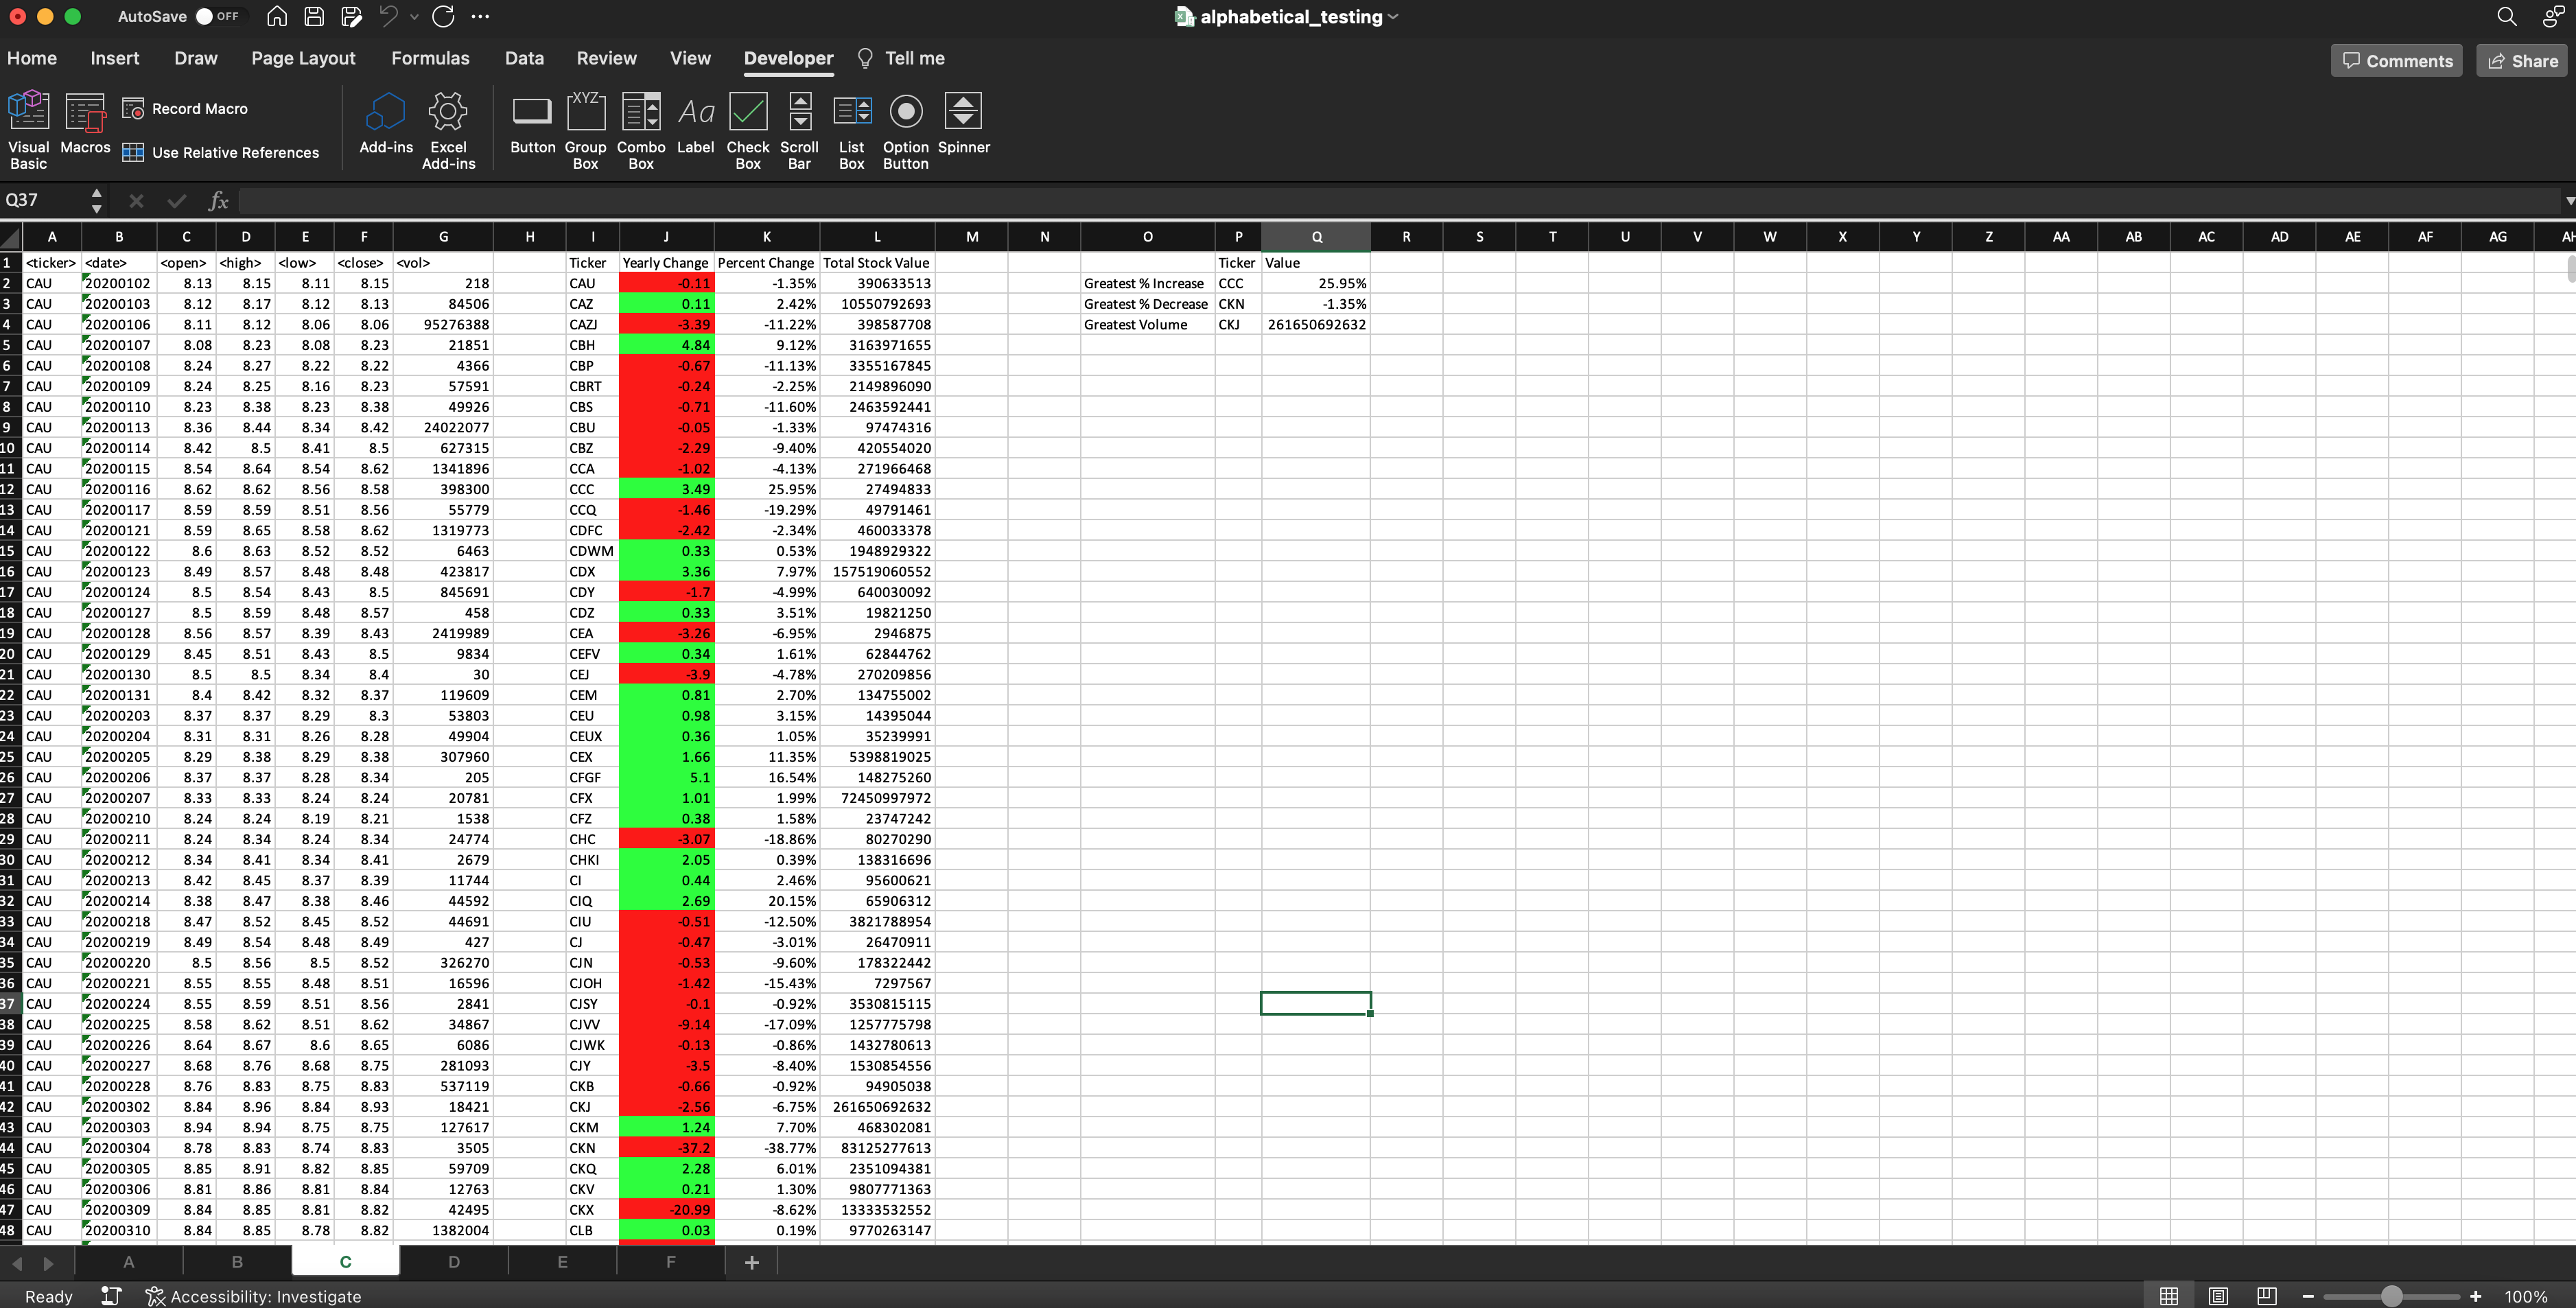 AutoSave OFF alphabetical_testing
Home Insert Draw Page Layout Formulas Data Review View Developer Tell me Comments Share
Visual Basic Macros Record Macro Use Relative References Add-ins Excel Add-ins Button XYZ Group Box Combo Box Aa Label Check Box Scroll Bar List Box Option Button Spinner
Q37 fx
A B C D E F G H I J K L M N O P Q R S T U V W X Y Z AA AB AC AD AE AF AG AH
1 <ticker> <date> <open> <high> <low> <close> <vol> Ticker Yearly Change Percent Change Total Stock Value Ticker Value
2 CAU 20200102 8.13 8.15 8.11 8.15 218 CAU -0.11 -1.35% 390633513 Greatest % Increase CCC 25.95%
3 CAU 20200103 8.12 8.17 8.12 8.13 84506 CAZ 0.11 2.42% 10550792693 Greatest % Decrease CKN -1.35%
4 CAU 20200106 8.11 8.12 8.06 8.06 95276388 CAZJ -3.39 -11.22% 398587708 Greatest Volume CKJ 261650692632
5 CAU 20200107 8.08 8.23 8.08 8.23 21851 CBH 4.84 9.12% 3163971655
6 CAU 20200108 8.24 8.27 8.22 8.22 4366 CBP -0.67 -11.13% 3355167845
7 CAU 20200109 8.24 8.25 8.16 8.23 57591 CBRT -0.24 -2.25% 2149896090
8 CAU 20200110 8.23 8.38 8.23 8.38 49926 CBS -0.71 -11.60% 2463592441
9 CAU 20200113 8.36 8.44 8.34 8.42 24022077 CBU -0.05 -1.33% 97474316
10 CAU 20200114 8.42 8.5 8.41 8.5 627315 CBZ -2.29 -9.40% 420554020
11 CAU 20200115 8.54 8.64 8.54 8.62 1341896 CCA -1.02 -4.13% 271966468
12 CAU 20200116 8.62 8.62 8.56 8.58 398300 CCC 3.49 25.95% 27494833
13 CAU 20200117 8.59 8.59 8.51 8.56 55779 CCQ -1.46 -19.29% 49791461
14 CAU 20200121 8.59 8.65 8.58 8.62 1319773 CDFC -2.42 -2.34% 460033378
15 CAU 20200122 8.6 8.63 8.52 8.52 6463 CDWM 0.33 0.53% 1948929322
16 CAU 20200123 8.49 8.57 8.48 8.48 423817 CDX 3.36 7.97% 157519060552
17 CAU 20200124 8.5 8.54 8.43 8.5 845691 CDY -1.7 -4.99% 640030092
18 CAU 20200127 8.5 8.59 8.48 8.57 458 CDZ 0.33 3.51% 19821250
19 CAU 20200128 8.56 8.57 8.39 8.43 2419989 CEA -3.26 -6.95% 2946875
20 CAU 20200129 8.45 8.51 8.43 8.5 9834 CEFV 0.34 1.61% 62844762
21 CAU 20200130 8.5 8.5 8.34 8.4 30 CEJ -3.9 -4.78% 270209856
22 CAU 20200131 8.4 8.42 8.32 8.37 119609 CEM 0.81 2.70% 134755002
23 CAU 20200203 8.37 8.37 8.29 8.3 53803 CEU 0.98 3.15% 14395044
24 CAU 20200204 8.31 8.31 8.26 8.28 49904 CEUX 0.36 1.05% 35239991
25 CAU 20200205 8.29 8.38 8.29 8.38 307960 CEX 1.66 11.35% 5398819025
26 CAU 20200206 8.37 8.37 8.28 8.34 205 CFGF 5.1 16.54% 148275260
27 CAU 20200207 8.33 8.33 8.24 8.24 20781 CFX 1.01 1.99% 72450997972
28 CAU 20200210 8.24 8.24 8.19 8.21 1538 CFZ 0.38 1.58% 23747242
29 CAU 20200211 8.24 8.34 8.24 8.34 24774 CHC -3.07 -18.86% 80270290
30 CAU 20200212 8.34 8.41 8.34 8.41 2679 CHKI 2.05 0.39% 138316696
31 CAU 20200213 8.42 8.45 8.37 8.39 11744 CI 0.44 2.46% 95600621
32 CAU 20200214 8.38 8.47 8.38 8.46 44592 CIQ 2.69 20.15% 65906312
33 CAU 20200218 8.47 8.52 8.45 8.52 44691 CIU -0.51 -12.50% 3821788954
34 CAU 20200219 8.49 8.54 8.48 8.49 427 CJ -0.47 -3.01% 26470911
35 CAU 20200220 8.5 8.56 8.5 8.52 326270 CJN -0.53 -9.60% 178322442
36 CAU 20200221 8.55 8.55 8.48 8.51 16596 CJOH -1.42 -15.43% 7297567
37 CAU 20200224 8.55 8.59 8.51 8.56 2841 CJSY -0.1 -0.92% 3530815115
38 CAU 20200225 8.58 8.62 8.51 8.62 34867 CJVV -9.14 -17.09% 1257775798
39 CAU 20200226 8.64 8.67 8.6 8.65 6086 CJWK -0.13 -0.86% 1432780613
40 CAU 20200227 8.68 8.76 8.68 8.75 281093 CJY -3.5 -8.40% 1530854556
41 CAU 20200228 8.76 8.83 8.75 8.83 537119 CKB -0.66 -0.92% 94905038
42 CAU 20200302 8.84 8.96 8.84 8.93 18421 CKJ -2.56 -6.75% 261650692632
43 CAU 20200303 8.94 8.94 8.75 8.75 127617 CKM 1.24 7.70% 468302081
44 CAU 20200304 8.78 8.83 8.74 8.83 3505 CKN -37.2 -38.77% 83125277613
45 CAU 20200305 8.85 8.91 8.82 8.85 59709 CKQ 2.28 6.01% 2351094381
46 CAU 20200306 8.81 8.86 8.81 8.84 12763 CKV 0.21 1.30% 9807771363
47 CAU 20200309 8.84 8.85 8.81 8.82 42495 CKX -20.99 -8.62% 13333532552
48 CAU 20200310 8.84 8.85 8.78 8.82 1382004 CLB 0.03 0.19% 9770263147
A B C D E F +
Ready Accessibility: Investigate 100%